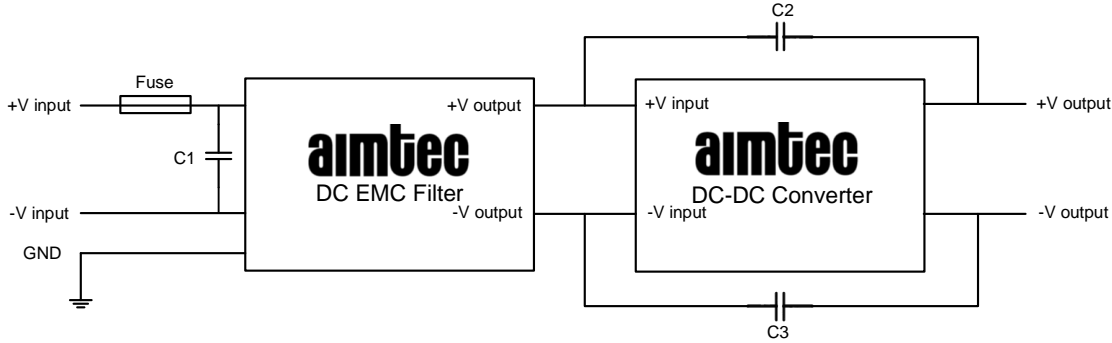 C2
Fuse
+V input
+V output
+V input
+V output
C1
aimtec
DC EMC Filter
aimtec
DC-DC Converter
-V input
-V output
-V input
-V output
GND
C3